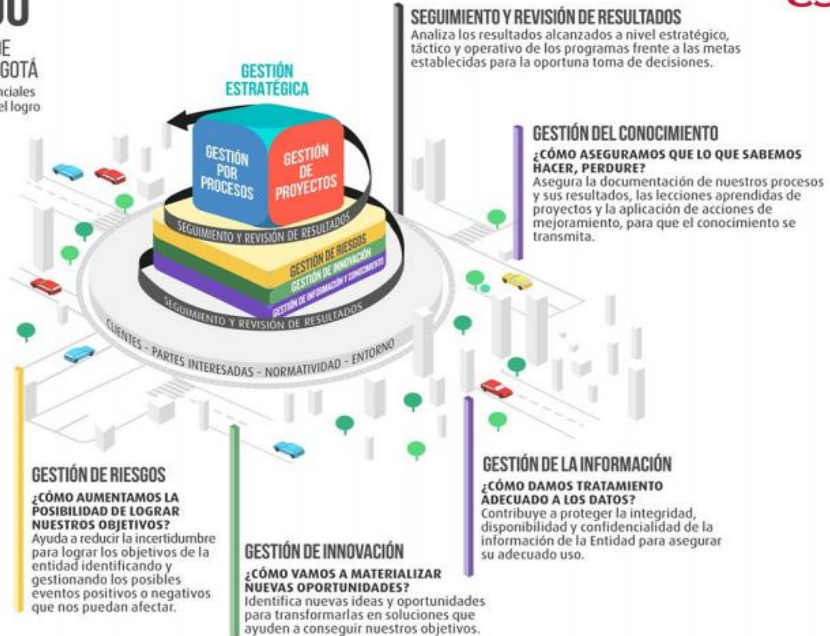 DE
GOTÁ
nciales
el logro
SEGUIMIENTO Y REVISIÓN DE RESULTADOS
Analiza los resultados alcanzados a nivel estratégico,
táctico y operativo de los programas frente a las metas
establecidas para la oportuna toma de decisiones.
GESTIÓN
ESTRATÉGICA
GESTIÓN
POR
PROCESOS
GESTIÓN
DE
PROYECTOS
SEGUIMIENTO Y REVISIÓN DE RESULTADOS
GESTIÓN DE RIESGOS
GESTIÓN DE INNOVACIÓN
GESTIÓN DE INFORMACIÓN Y CONOCIMIENTO
SEGUIMIENTO Y REVISIÓN DE RESULTADOS
CLIENTES - PARTES INTERESADAS - NORMATIVIDAD - ENTORNO
GESTIÓN DEL CONOCIMIENTO
¿CÓMO ASEGURAMOS QUE LO QUE SABEMOS
HACER, PERDURE?
Asegura la documentación de nuestros procesos
y sus resultados, las lecciones aprendidas de
proyectos y la aplicación de acciones de
mejoramiento, para que el conocimiento se
transmita.
GESTIÓN DE RIESGOS
¿CÓMO AUMENTAMOS LA
POSIBILIDAD DE LOGRAR
NUESTROS OBJETIVOS?
Ayuda a reducir la incertidumbre
para lograr los objetivos de la
entidad identificando y
gestionando los posibles
eventos positivos o negativos
que nos puedan afectar.
GESTIÓN DE INNOVACIÓN
¿CÓMO VAMOS A MATERIALIZAR
NUEVAS OPORTUNIDADES?
Identifica nuevas ideas y oportunidades
para transformarlas en soluciones que
ayuden a conseguir nuestros objetivos.
GESTIÓN DE LA INFORMACIÓN
¿CÓMO DAMOS TRATAMIENTO
ADECUADO A LOS DATOS?
Contribuye a proteger la integridad,
disponibilidad y confidencialidad de la
información de la Entidad para asegurar
su adecuado uso.